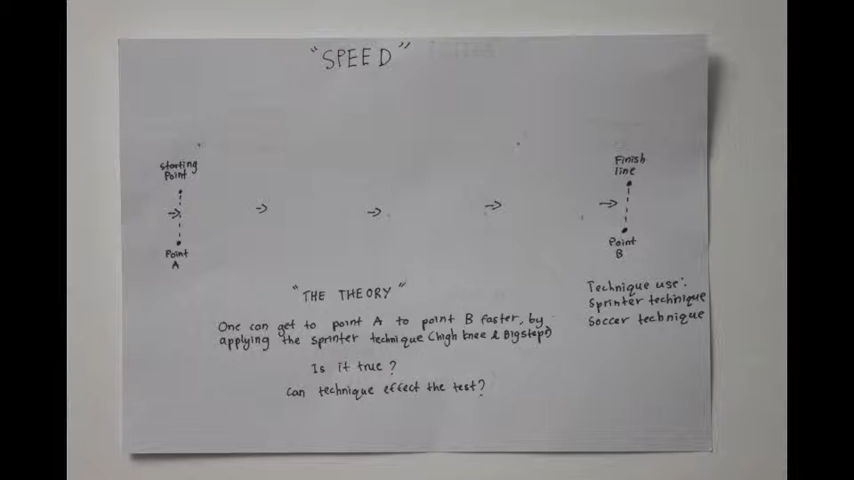 "SPEED"
Starting
Point
Finish
line
Point
A
Point
B
"THE THEORY"
One can get to point A to point B faster, by
applying the sprinter technique (high knee & Bigsteps)
Is it true?
Can technique effect the test?
Technique use:
Sprinter technique
Soccer technique